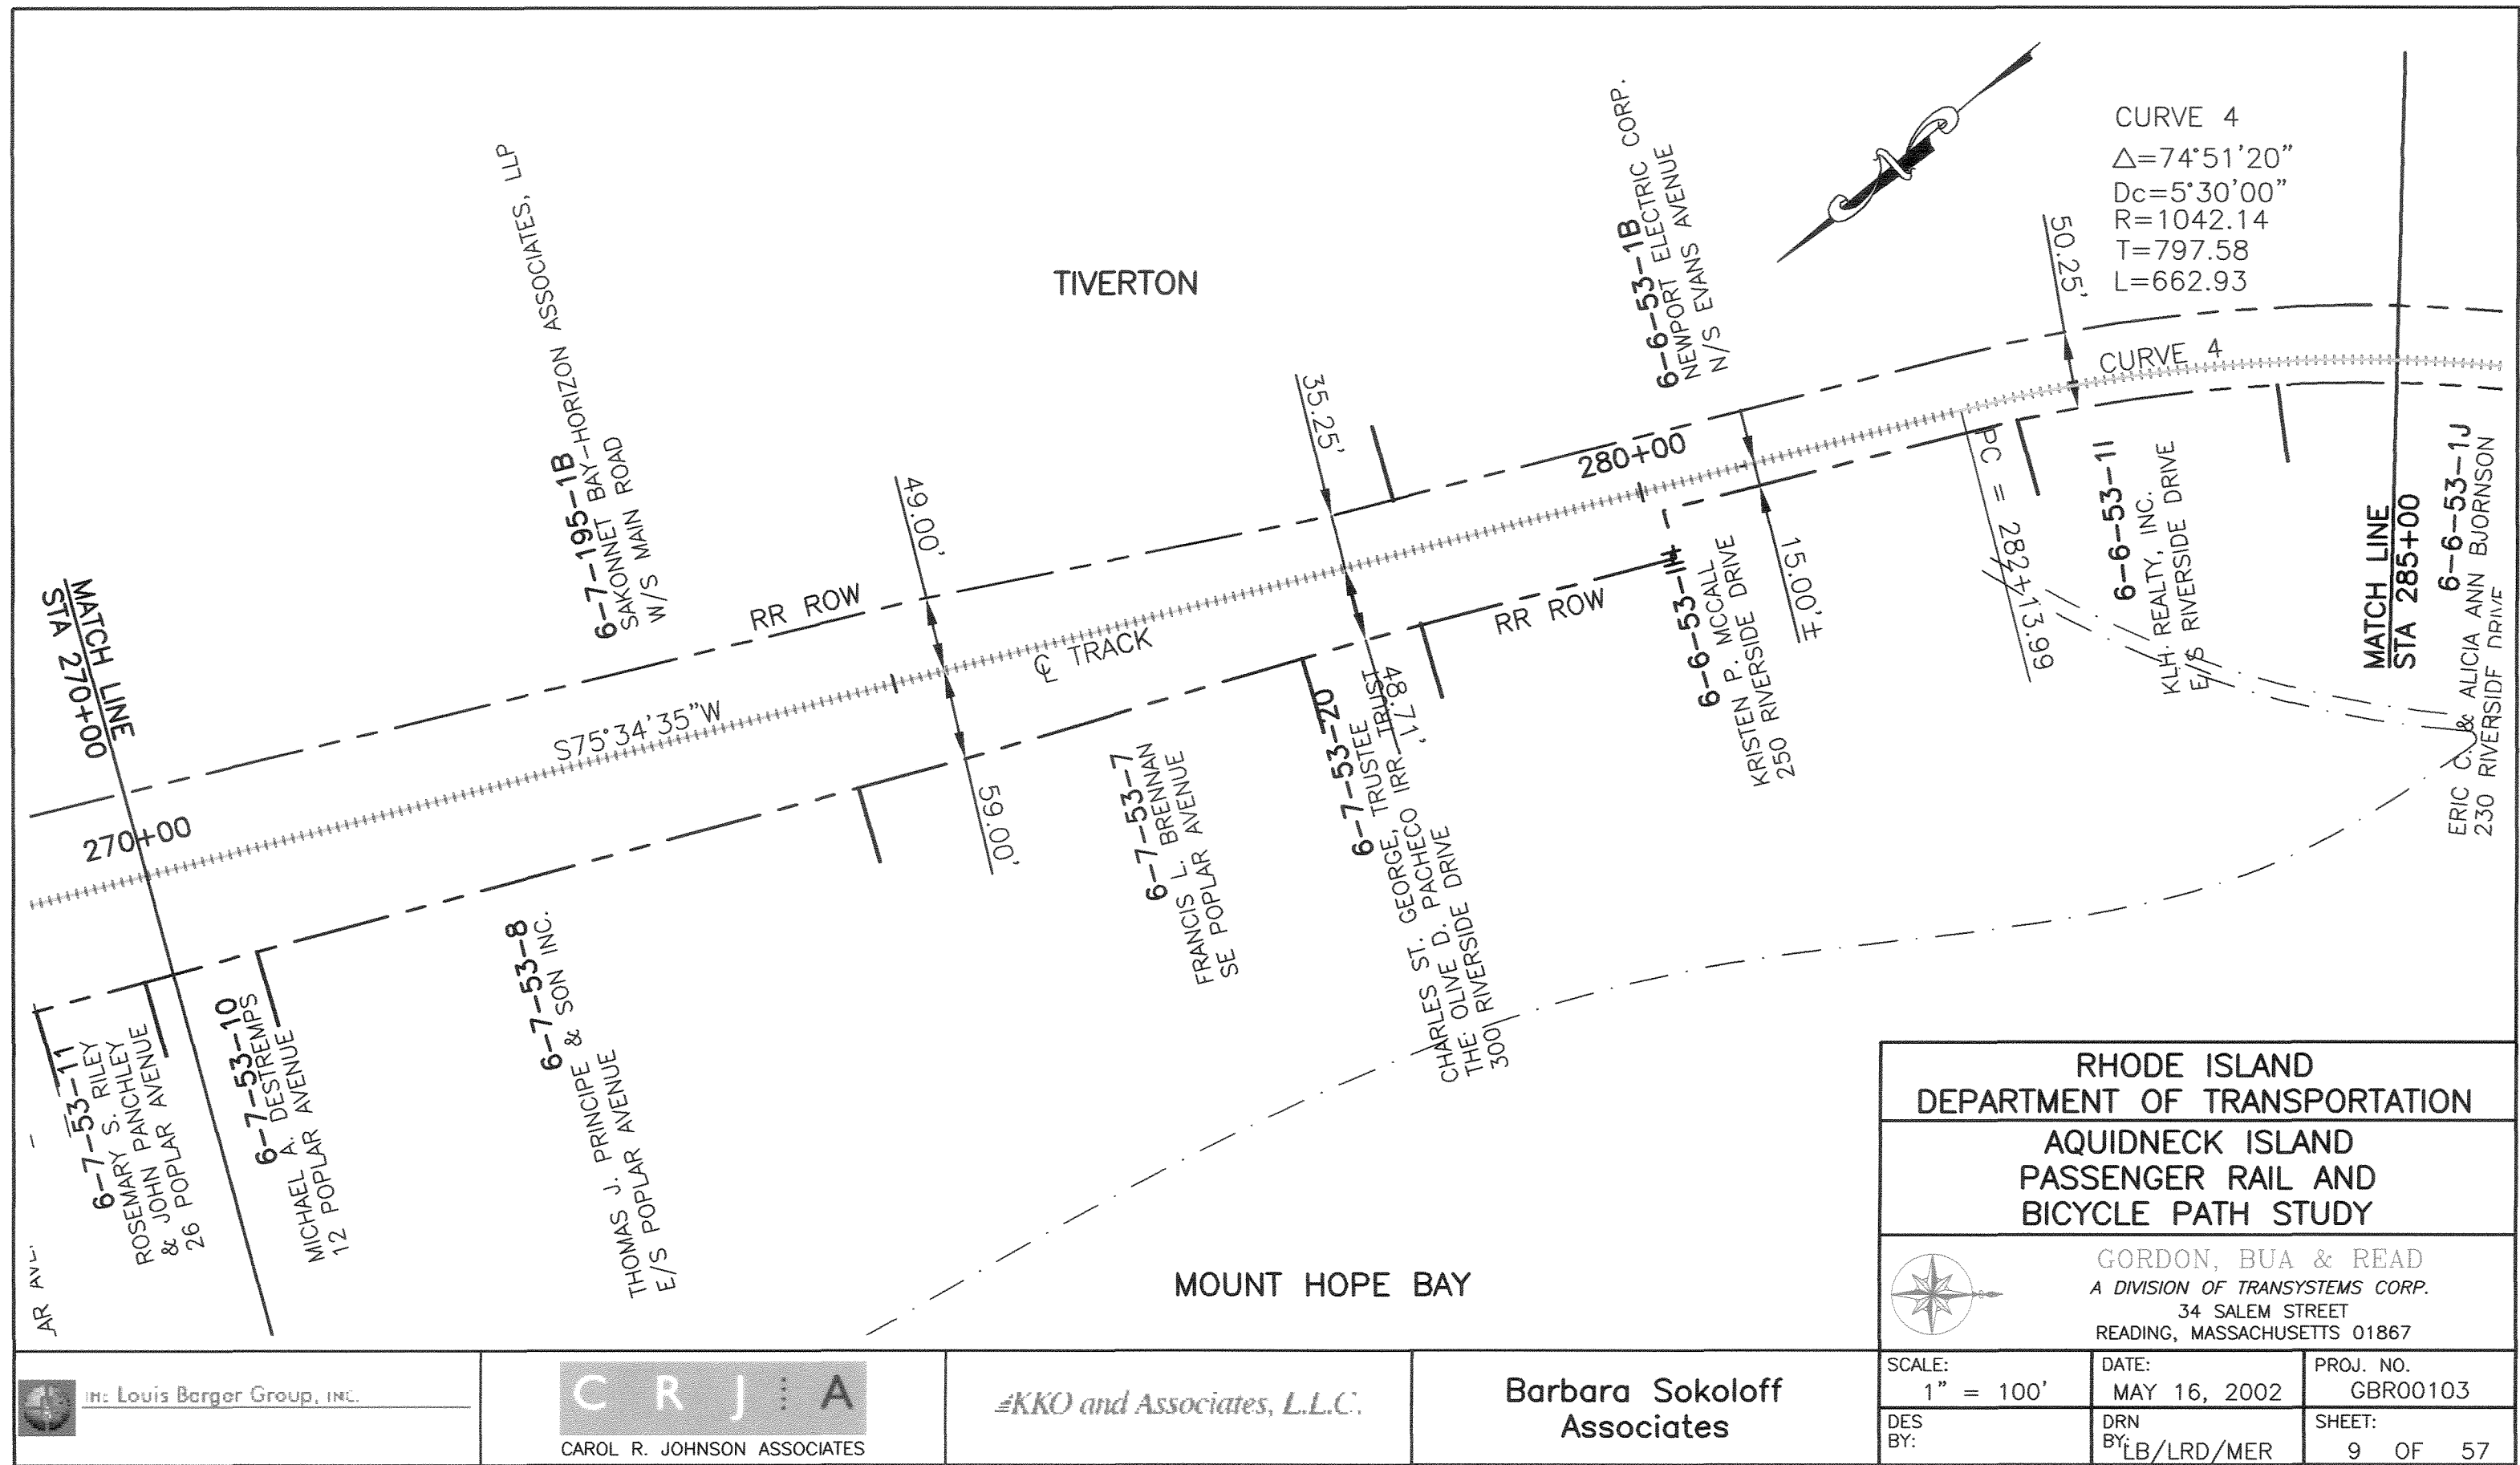 MATCH LINE
STA 270+00
270+00
6-7-195-1B
SAKONNET BAY-HORIZON ASSOCIATES, LLP
W/S MAIN ROAD
TIVERTON
6-6-53-1B
NEWPORT ELECTRIC CORP.
N/S EVANS AVENUE
CURVE 4
Δ=74°51'20"
Dc=5°30'00"
R=1042.14
T=797.58
L=662.93
50.25'
CURVE 4
35.25'
280+00
49.00'
RR ROW
℄ TRACK
S75°34'35"W
59.00'
48.71'
RR ROW
15.00'±
PC = 282+13.99
MATCH LINE
STA 285+00
6-7-53-11
ROSEMARY S. RILEY
& JOHN PANCHLEY
26 POPLAR AVENUE
6-7-53-10
MICHAEL A. DESTREMPS
12 POPLAR AVENUE
6-7-53-8
THOMAS J. PRINCIPE & SON INC.
E/S POPLAR AVENUE
6-7-53-7
FRANCIS L. BRENNAN
SE POPLAR AVENUE
6-7-53-20
CHARLES ST. GEORGE, TRUSTEE
THE OLIVE D. PACHECO IRR. TRUST
300 RIVERSIDE DRIVE
6-6-53-1H
KRISTEN P. MCCALL
250 RIVERSIDE DRIVE
6-6-53-1I
KLH. REALTY, INC.
E/S RIVERSIDE DRIVE
6-6-53-1J
ERIC C. & ALICIA ANN BJORNSON
230 RIVERSIDE DRIVE
AR AVE.
MOUNT HOPE BAY
RHODE ISLAND
DEPARTMENT OF TRANSPORTATION
AQUIDNECK ISLAND
PASSENGER RAIL AND
BICYCLE PATH STUDY
GORDON, BUA & READ
A DIVISION OF TRANSYSTEMS CORP.
34 SALEM STREET
READING, MASSACHUSETTS 01867
THE Louis Berger Group, INC.
C R J A
CAROL R. JOHNSON ASSOCIATES
KKO and Associates, L.L.C.
Barbara Sokoloff
Associates
SCALE:
1" = 100'
DATE:
MAY 16, 2002
PROJ. NO.
GBR00103
DES
BY:
DRN
BY: LB/LRD/MER
SHEET:
9 OF 57